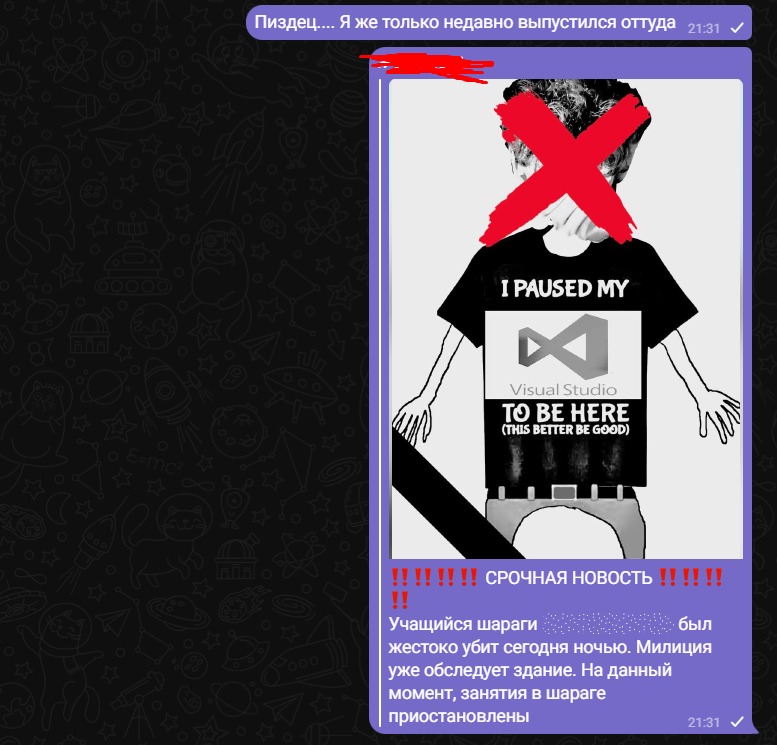 Пиздец.... Я же только недавно выпустился оттуда 21:31
I PAUSED MY
Visual Studio
TO BE HERE
(THIS BETTER BE GOOD)
‼️‼️‼️‼️ СРОЧНАЯ НОВОСТЬ ‼️‼️‼️
‼️
Учащийся шараги был
жестоко убит сегодня ночью. Милиция
уже обследует здание. На данный
момент, занятия в шараге
приостановлены 21:31